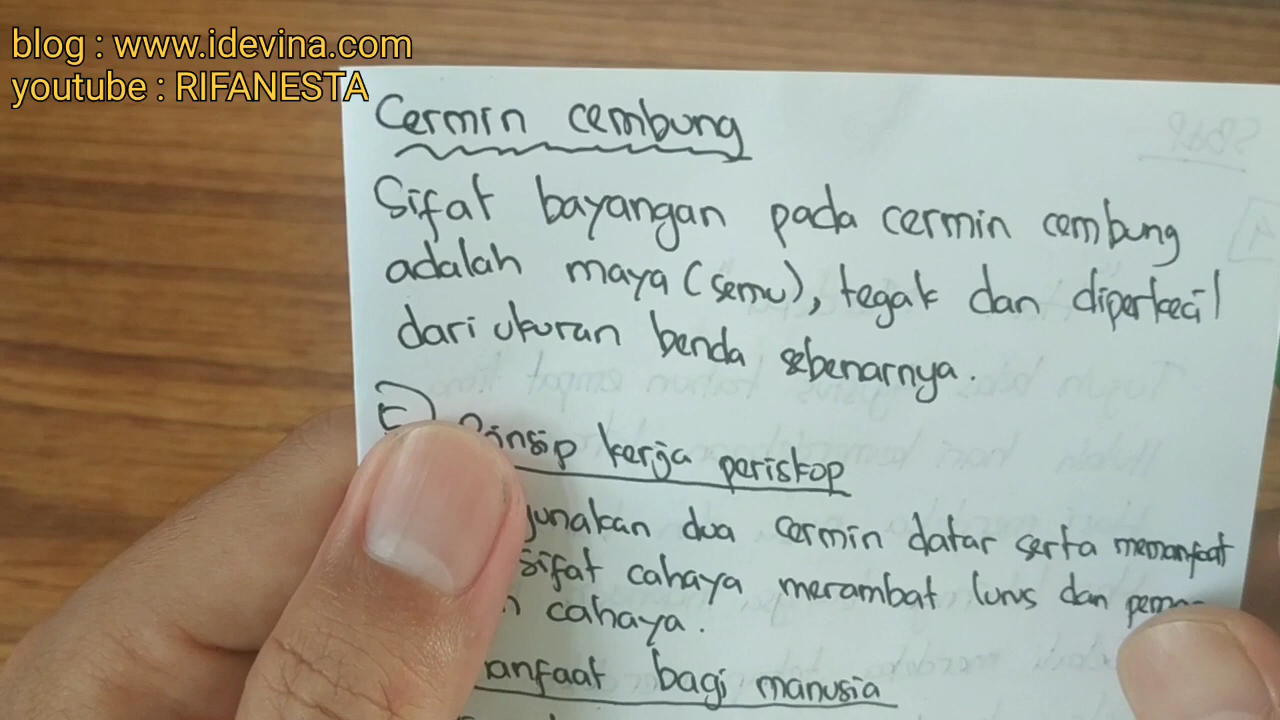 blog : www.idevina.com
youtube : RIFANESTA
Cermin cembung
Sifat bayangan pada cermin cembung
adalah maya (semu), tegak dan diperkecil
dari ukuran benda sebenarnya.
kerja periskop
dua cermin datar serta memanfaat
sifat cahaya merambat lurus dan
cahaya.
bagi manusia